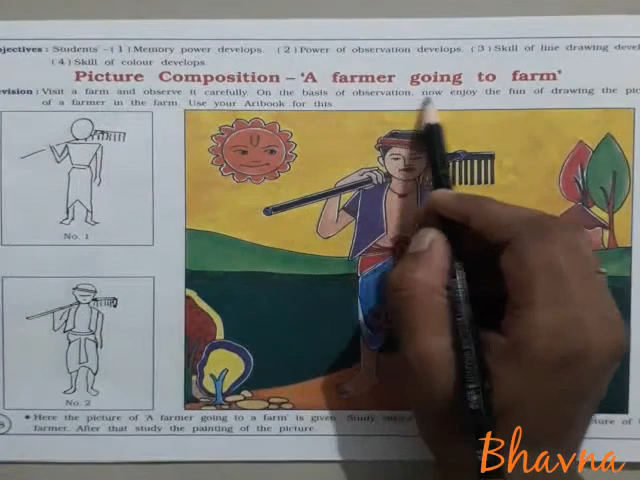 jectives : Students - ( 1 ) Memory power develops. ( 2 ) Power of observation develops. ( 3 ) Skill of line drawing devel
( 4 ) Skill of colour develops.
Picture Composition – 'A farmer going to farm'
evision : Visit a farm and observe it carefully. On the basis of observation, now enjoy the fun of drawing the pic
of a farmer in the farm. Use your Artbook for this.
No. 1
No. 2
• Here the picture of 'A farmer going to a farm' is given. Study
farmer. After that study the painting of the picture.
Bhavna